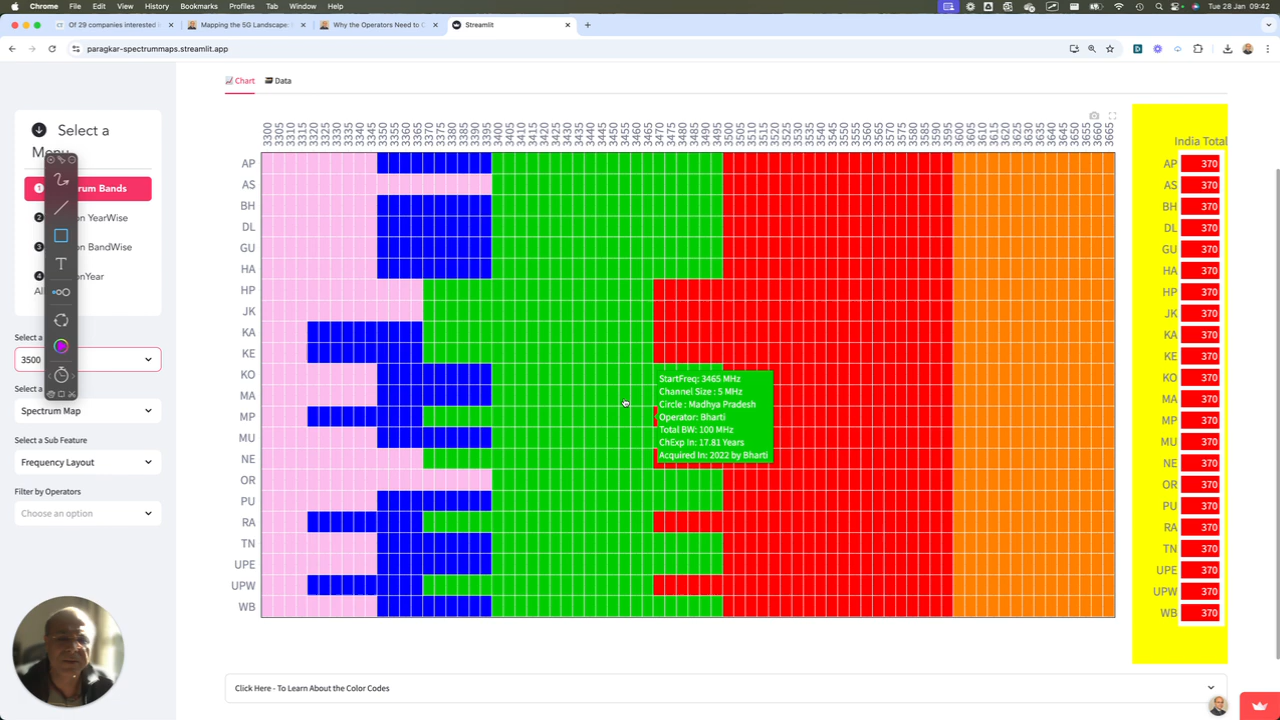 Chrome File Edit View History Bookmarks Profiles Tab Window Help Tue 28 Jan 09:42
Of 29 companies interested i Mapping the 5G Landscape: Why the Operators Need to C Streamlit
paragkar-spectrummaps.streamlit.app
Chart Data
Select a
Men
1 rum Bands
2 on YearWise
3 on BandWise
4 onYear
Al
Select a
3500
Select a
Spectrum Map
Select a Sub Feature
Frequency Layout
Filter by Operators
Choose an option
3300 3305 3310 3315 3320 3325 3330 3335 3340 3345 3350 3355 3360 3365 3370 3375 3380 3385 3390 3395 3400 3405 3410 3415 3420 3425 3430 3435 3440 3445 3450 3455 3460 3465 3470 3475 3480 3485 3490 3495 3500 3505 3510 3515 3520 3525 3530 3535 3540 3545 3550 3555 3560 3565 3570 3575 3580 3585 3590 3595 3600 3605 3610 3615 3620 3625 3630 3635 3640 3645 3650 3655 3660 3665
AP
AS
BH
DL
GU
HA
HP
JK
KA
KE
KO
MA
MP
MU
NE
OR
PU
RA
TN
UPE
UPW
WB
StartFreq: 3465 MHz
Channel Size : 5 MHz
Circle : Madhya Pradesh
Operator: Bharti
Total BW: 100 MHz
ChExp In: 17.81 Years
Acquired In: 2022 by Bharti
India Total
AP 370
AS 370
BH 370
DL 370
GU 370
HA 370
HP 370
JK 370
KA 370
KE 370
KO 370
MA 370
MP 370
MU 370
NE 370
OR 370
PU 370
RA 370
TN 370
UPE 370
UPW 370
WB 370
Click Here - To Learn About the Color Codes